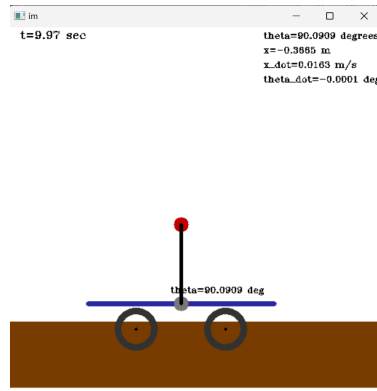 im
t=9.97 sec
theta=90.0909 degrees
x=-0.3665 m
x_dot=0.0163 m/s
theta_dot=-0.0001 deg
theta=90.0909 deg